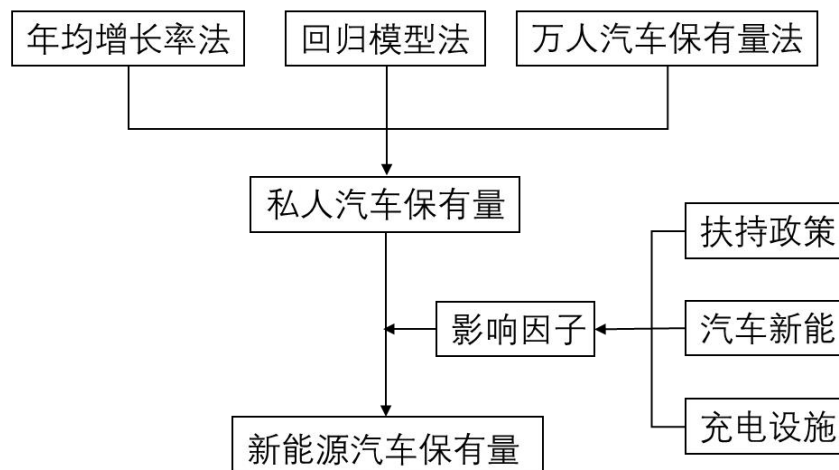 年均增长率法
回归模型法
万人汽车保有量法
私人汽车保有量
扶持政策
影响因子
汽车新能
充电设施
新能源汽车保有量